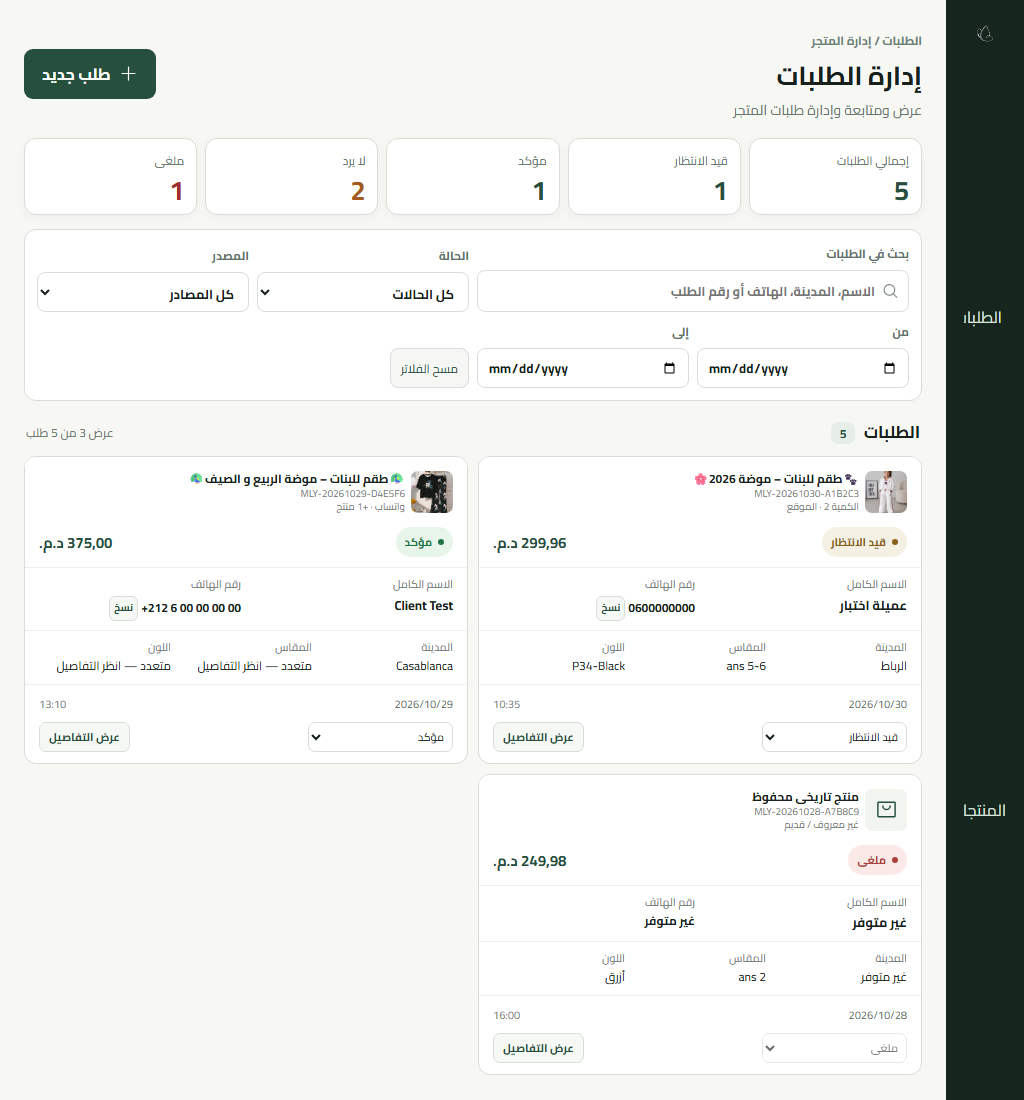 الطلبات / إدارة المتجر
إدارة الطلبات
عرض ومتابعة وإدارة طلبات المتجر
طلب جديد
إجمالي الطلبات
5
قيد الانتظار
1
مؤكد
1
لا يرد
2
ملغى
1
بحث في الطلبات
الاسم، المدينة، الهاتف أو رقم الطلب
الحالة
كل الحالات
المصدر
كل المصادر
من
mm/dd/yyyy
إلى
mm/dd/yyyy
مسح الفلاتر
الطلبات 5
عرض 3 من 5 طلب
🐾 طقم للبنات – موضة 2026 🌸
MLY-20261030-A1B2C3
الكمية 2 · الموقع
قيد الانتظار
299,96 د.م.
الاسم الكامل
عميلة اختبار
رقم الهاتف
0600000000 نسخ
المدينة
الرباط
المقاس
5-6 ans
اللون
P34-Black
2026/10/30
10:35
قيد الانتظار
عرض التفاصيل
🦚 طقم للبنات – موضة الربيع و الصيف 🦚
MLY-20261029-D4E5F6
واتساب · +1 منتج
مؤكد
375,00 د.م.
الاسم الكامل
Client Test
رقم الهاتف
+212 6 00 00 00 00 نسخ
المدينة
Casablanca
المقاس
متعدد — انظر التفاصيل
اللون
متعدد — انظر التفاصيل
2026/10/29
13:10
مؤكد
عرض التفاصيل
منتج تاريخي محفوظ
MLY-20261028-A7B8C9
غير معروف / قديم
ملغى
249,98 د.م.
الاسم الكامل
غير متوفر
رقم الهاتف
غير متوفر
المدينة
غير متوفر
المقاس
2 ans
اللون
أزرق
2026/10/28
16:00
ملغى
عرض التفاصيل